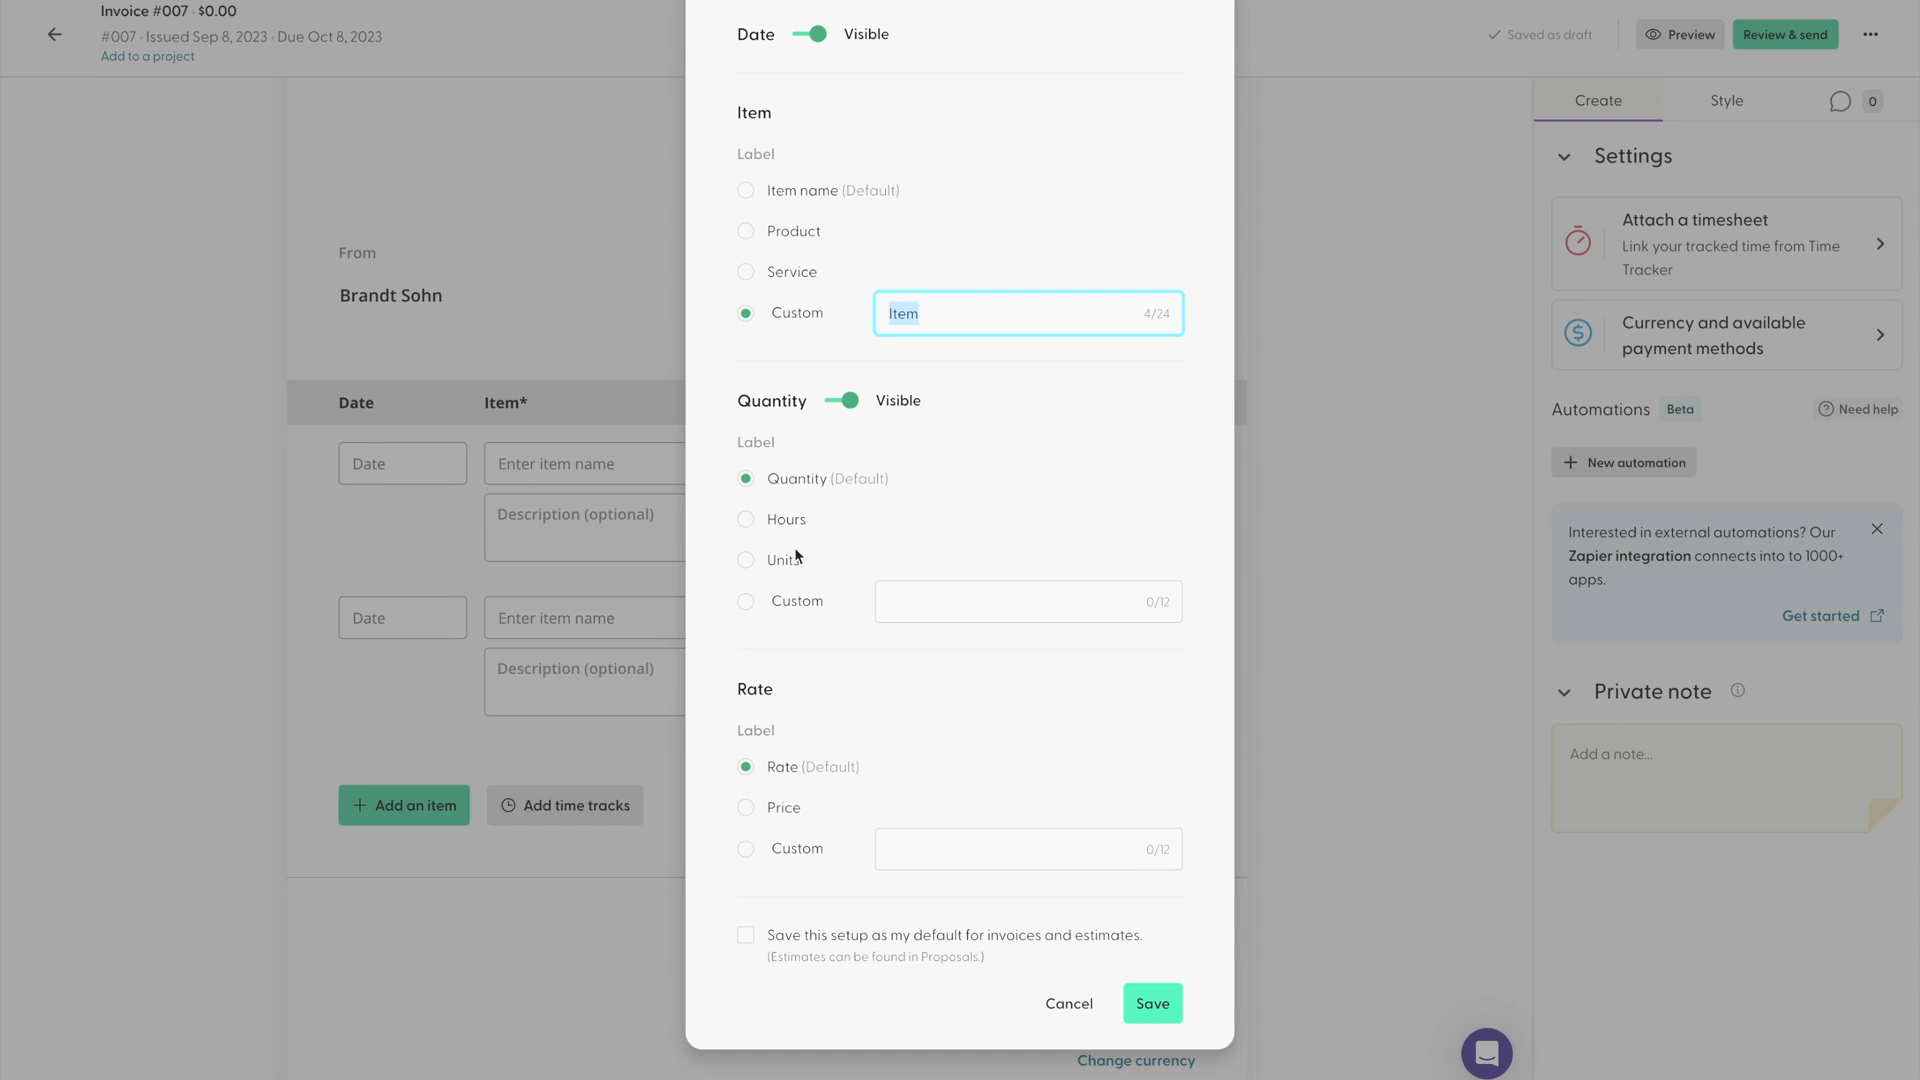 Invoice #007 · $0.00
#007 · Issued Sep 8, 2023 · Due Oct 8, 2023
Add to a project
Saved as draft
Preview
Review & send
Date
Visible
Item
Label
Item name (Default)
Product
Service
Custom
Item
4/24
Quantity
Visible
Label
Quantity (Default)
Hours
Units
Custom
0/12
Rate
Label
Rate (Default)
Price
Custom
0/12
Save this setup as my default for invoices and estimates.
(Estimates can be found in Proposals.)
Cancel
Save
From
Brandt Sohn
Date
Item*
Date
Enter item name
Description (optional)
Date
Enter item name
Description (optional)
Add an item
Add time tracks
Change currency
Create
Style
0
Settings
Attach a timesheet
Link your tracked time from Time
Tracker
Currency and available
payment methods
Automations
Beta
Need help
New automation
Interested in external automations? Our
Zapier integration connects into to 1000+
apps.
Get started
Private note
Add a note...